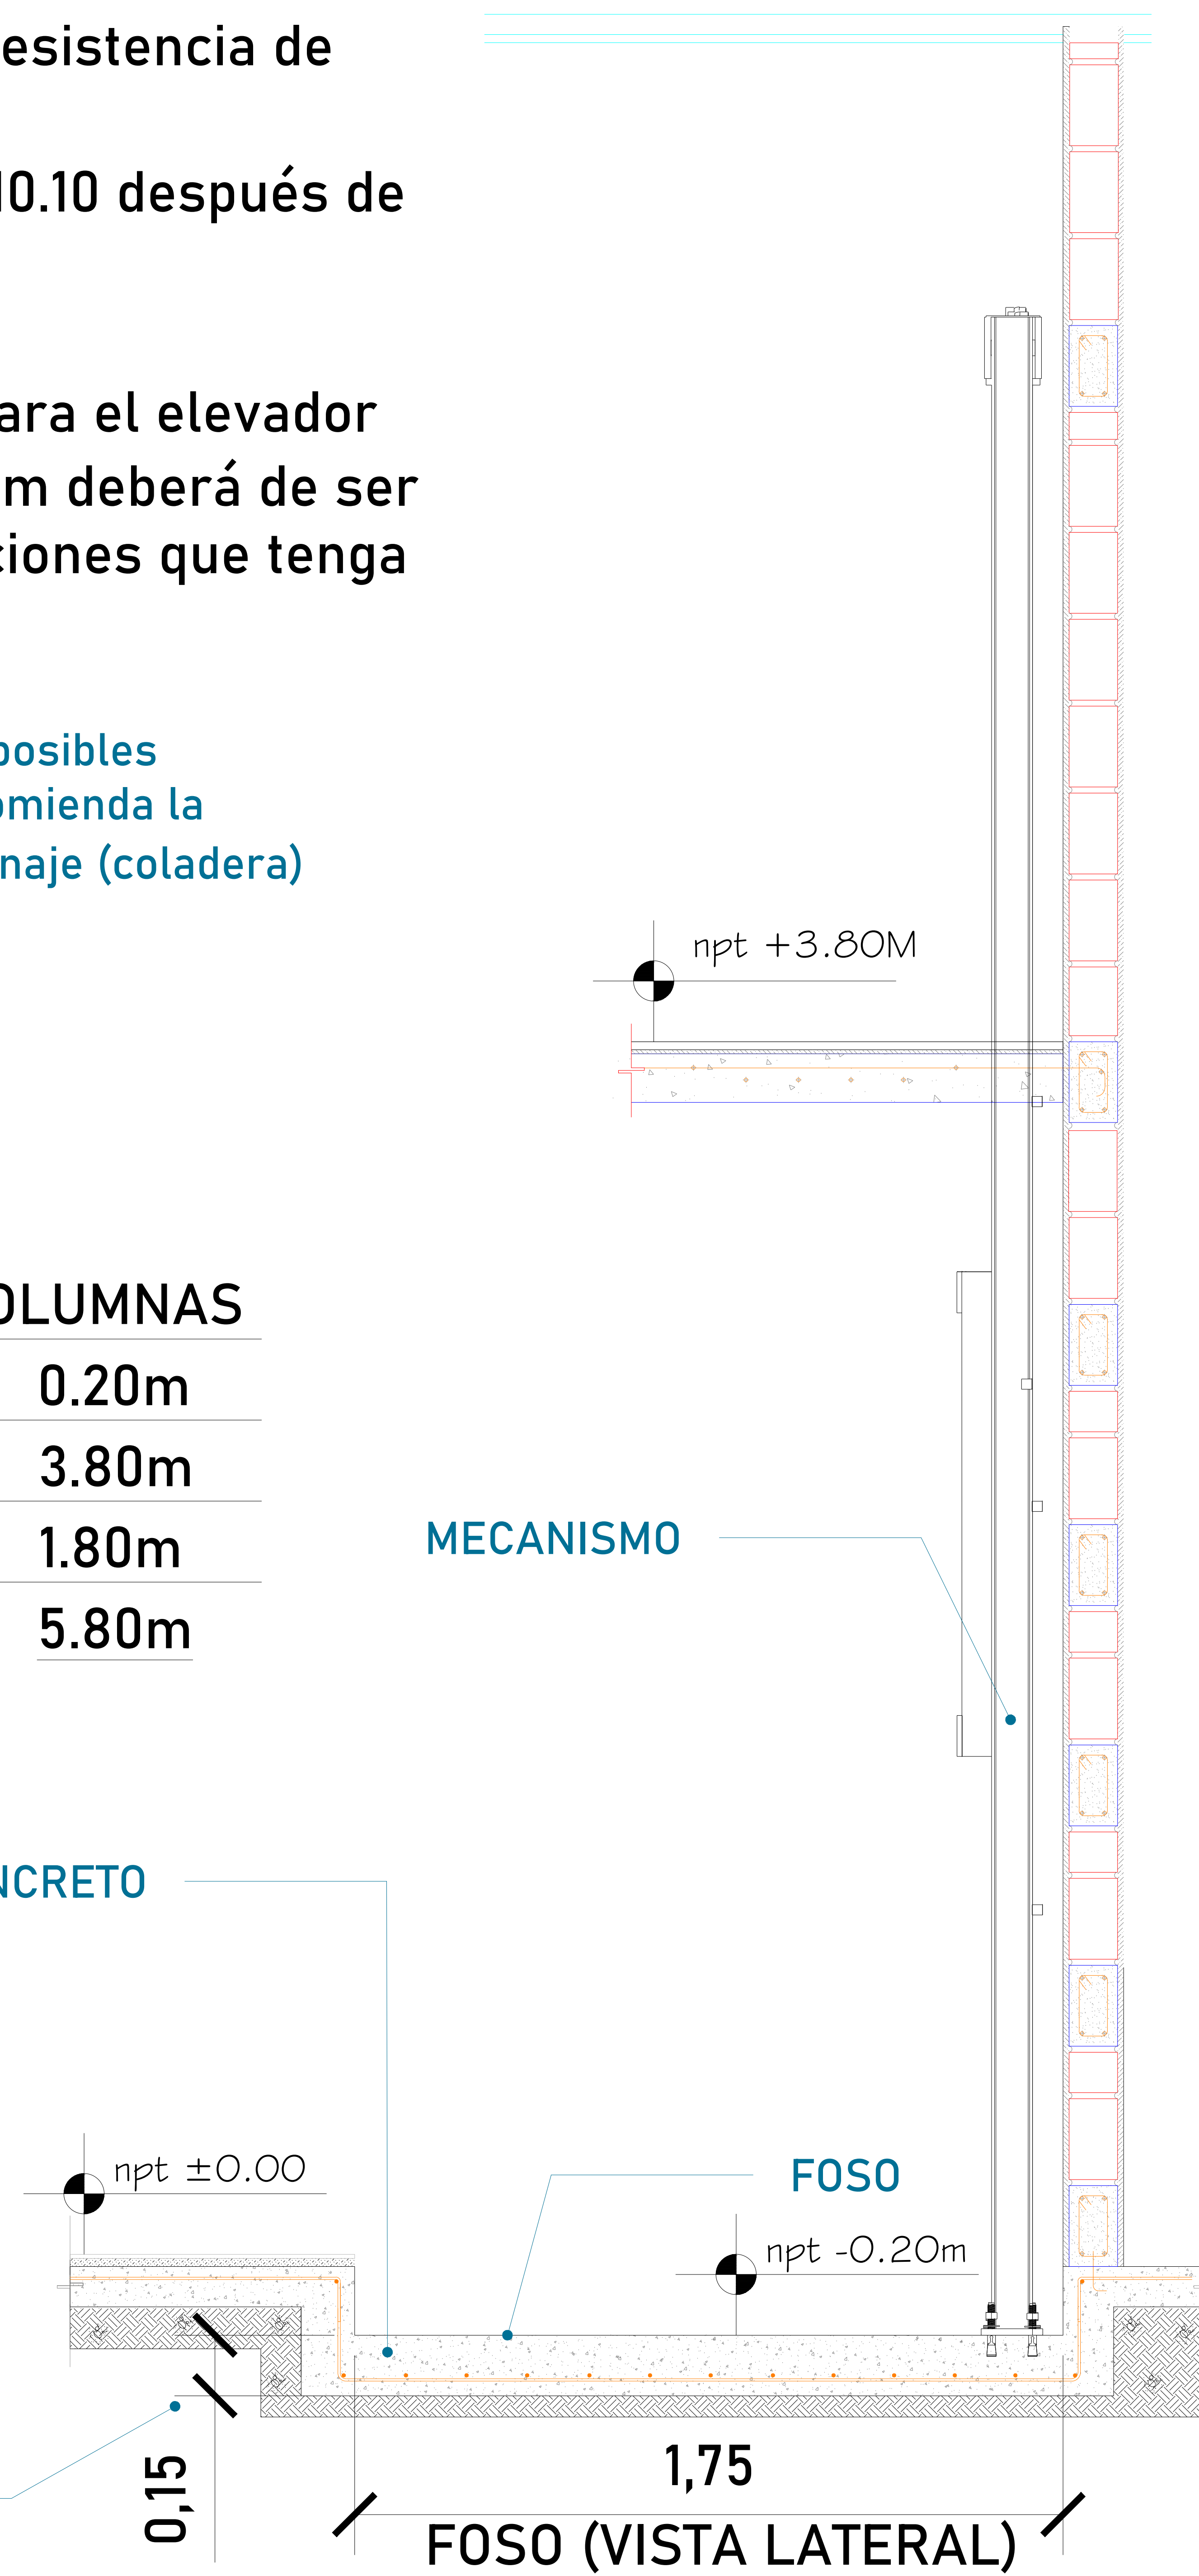 esistencia de
10.10 después de
ara el elevador
m deberá de ser
ciones que tenga
posibles
omienda la
naje (coladera)
npt +3.80M
OLUMNAS
0.20m
3.80m
1.80m
5.80m
MECANISMO
NCRETO
npt ±0.00
FOSO
npt -0.20m
0,15
1,75
FOSO (VISTA LATERAL)